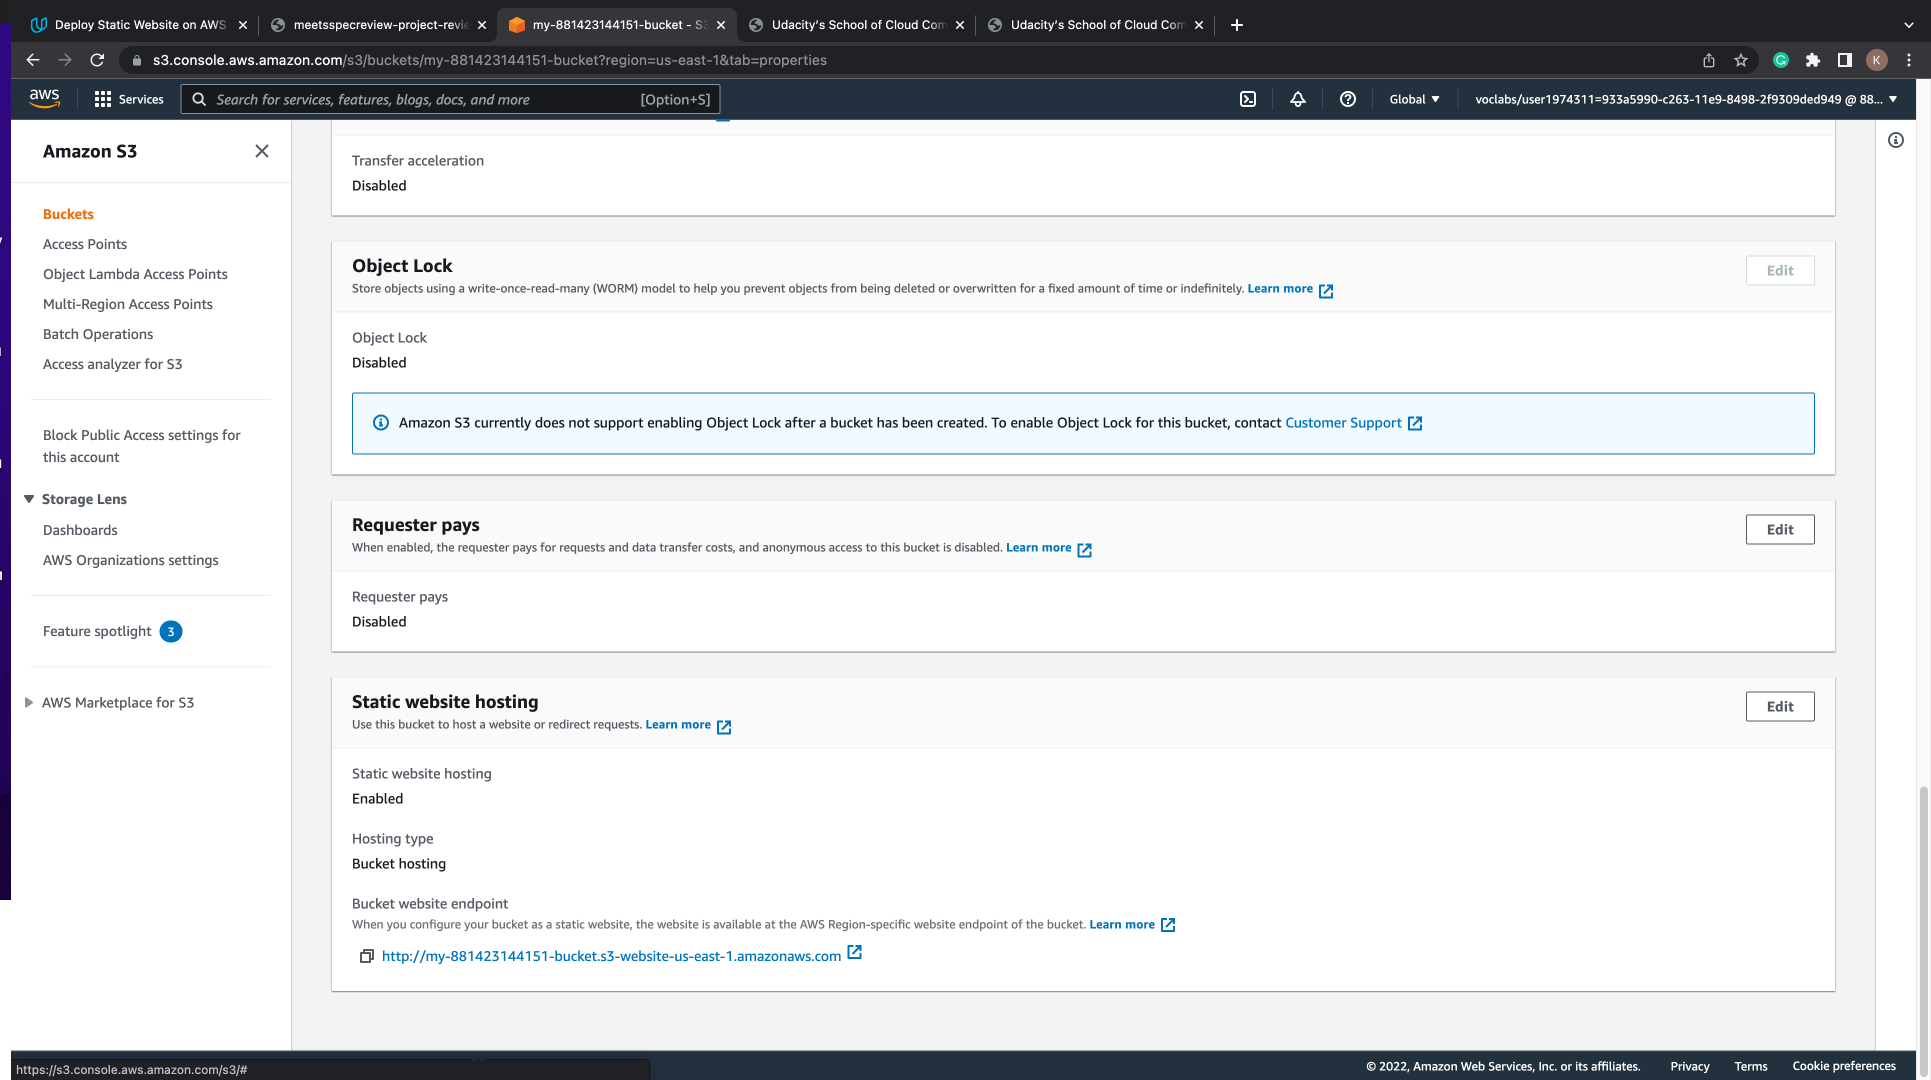 Deploy Static Website on AWS
meetsspecreview-project-revie
my-881423144151-bucket - S3
Udacity's School of Cloud Com
Udacity's School of Cloud Com
s3.console.aws.amazon.com/s3/buckets/my-881423144151-bucket?region=us-east-1&tab=properties
G
K
aws
Services
Search for services, features, blogs, docs, and more
[Option+S]
Global
voclabs/user1974311=933a5990-c263-11e9-8498-2f9309ded949 @ 88...
Amazon S3
Buckets
Access Points
Object Lambda Access Points
Multi-Region Access Points
Batch Operations
Access analyzer for S3
Block Public Access settings for
this account
Storage Lens
Dashboards
AWS Organizations settings
Feature spotlight 3
AWS Marketplace for S3
Transfer acceleration
Disabled
Object Lock
Edit
Store objects using a write-once-read-many (WORM) model to help you prevent objects from being deleted or overwritten for a fixed amount of time or indefinitely. Learn more
Object Lock
Disabled
Amazon S3 currently does not support enabling Object Lock after a bucket has been created. To enable Object Lock for this bucket, contact Customer Support
Requester pays
Edit
When enabled, the requester pays for requests and data transfer costs, and anonymous access to this bucket is disabled. Learn more
Requester pays
Disabled
Static website hosting
Edit
Use this bucket to host a website or redirect requests. Learn more
Static website hosting
Enabled
Hosting type
Bucket hosting
Bucket website endpoint
When you configure your bucket as a static website, the website is available at the AWS Region-specific website endpoint of the bucket. Learn more
http://my-881423144151-bucket.s3-website-us-east-1.amazonaws.com
https://s3.console.aws.amazon.com/s3/#
© 2022, Amazon Web Services, Inc. or its affiliates.
Privacy
Terms
Cookie preferences